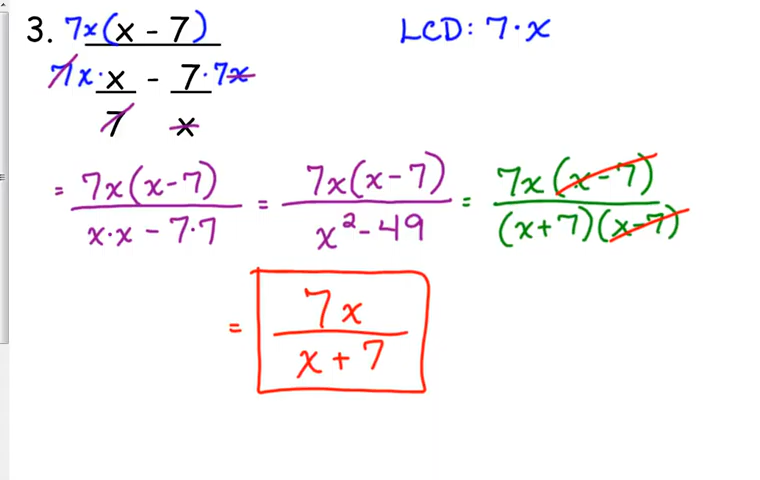 3. 7x(x - 7) LCD: 7·x
7x·x - 7·7x
7 x
= 7x(x-7) = 7x(x-7) = 7x(x-7)
x·x - 7·7 x²-49 (x+7)(x-7)
= 7x
x + 7